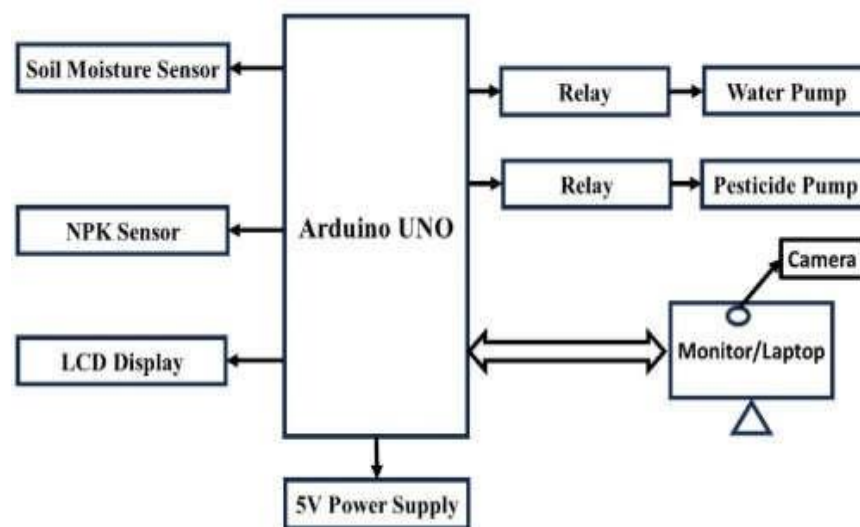 Soil Moisture Sensor
NPK Sensor
LCD Display
Arduino UNO
5V Power Supply
Relay
Water Pump
Relay
Pesticide Pump
Camera
Monitor/Laptop